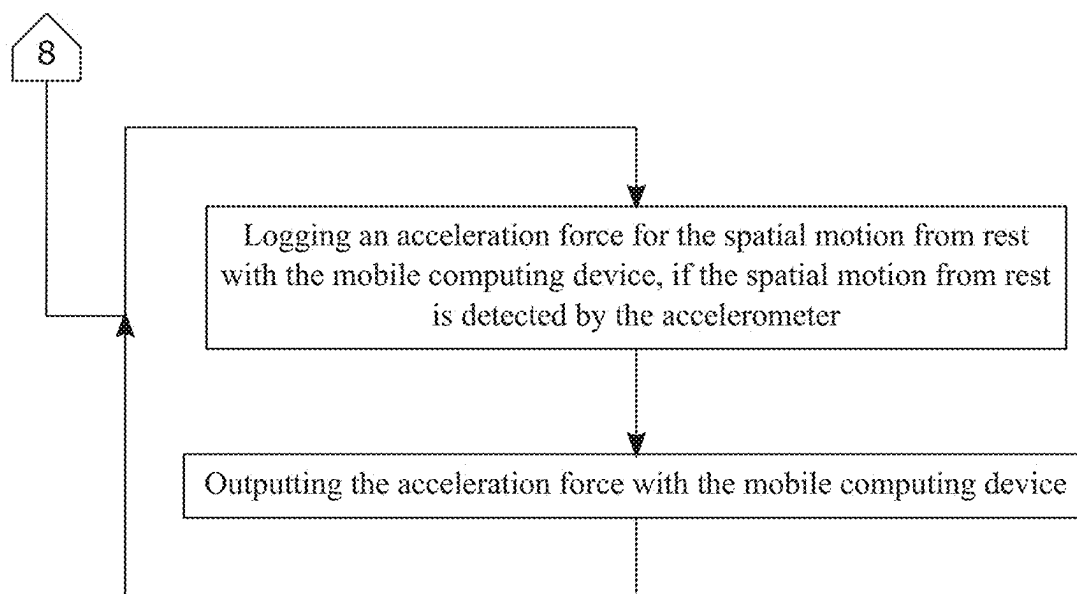 8
Logging an acceleration force for the spatial motion from rest
with the mobile computing device, if the spatial motion from rest
is detected by the accelerometer
Outputting the acceleration force with the mobile computing device